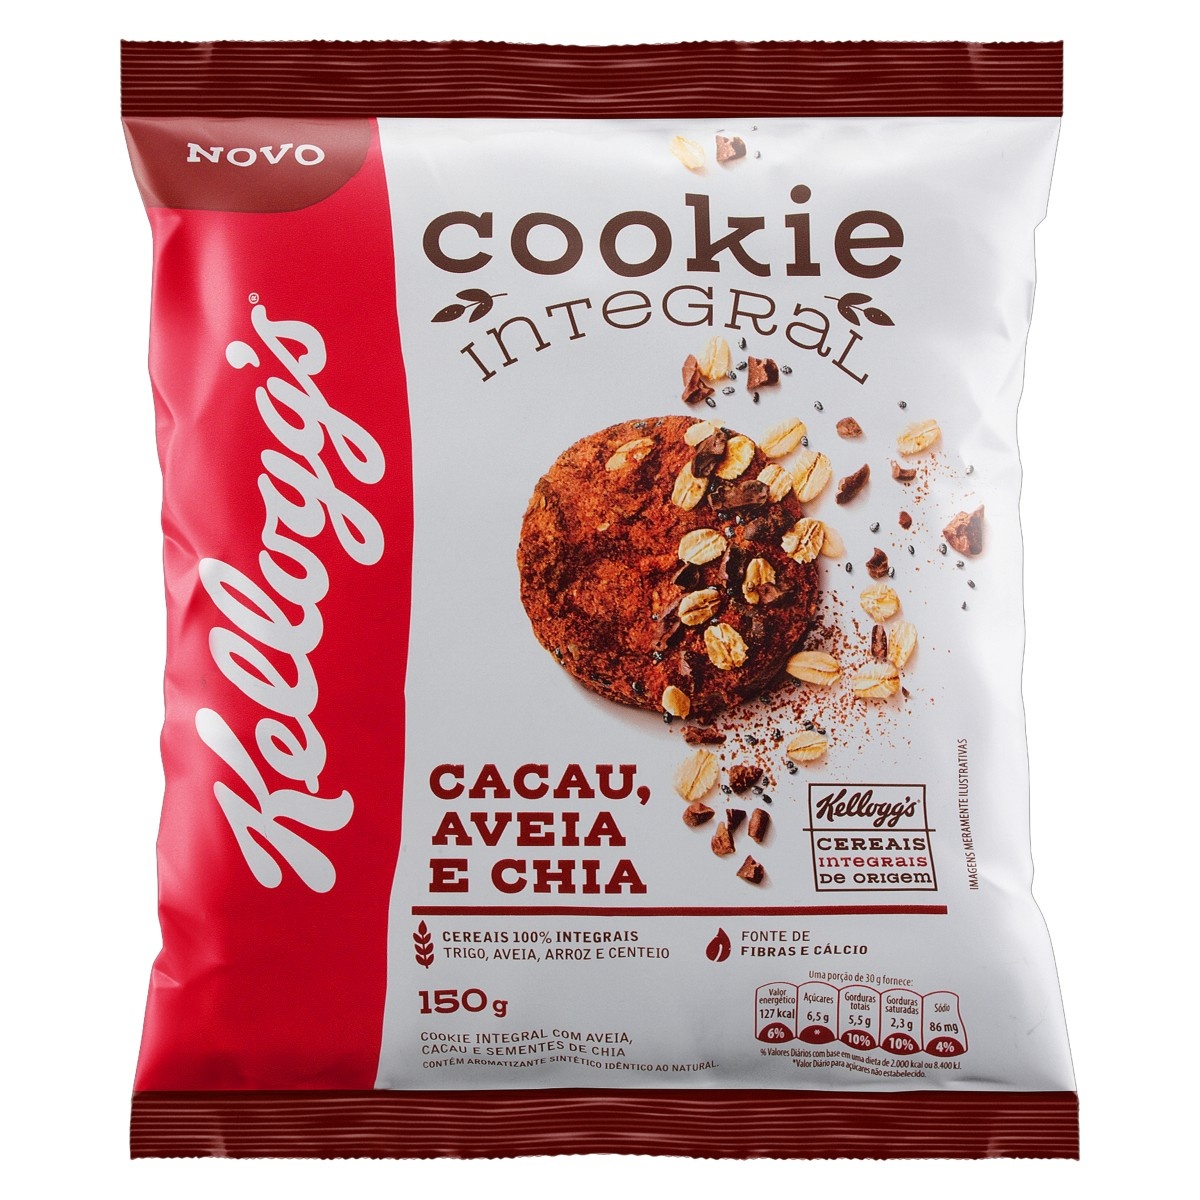 NOVO
Kellogg's®
cookie
INTEGRAL
CACAU,
AVEIA
E CHIA
Kellogg's
CEREAIS
INTEGRAIS
DE ORIGEM
IMAGENS MERAMENTE ILUSTRATIVAS
CEREAIS 100% INTEGRAIS
TRIGO, AVEIA, ARROZ E CENTEIO
FONTE DE
FIBRAS E CÁLCIO
150g
COOKIE INTEGRAL COM AVEIA,
CACAU E SEMENTES DE CHIA
CONTÉM AROMATIZANTE SINTÉTICO IDÊNTICO AO NATURAL.
Uma porção de 30 g fornece:
Valor energético 127 kcal 6%
Açúcares 6,5 g *
Gorduras totais 5,5 g 10%
Gorduras saturadas 2,3 g 10%
Sódio 86 mg 4%
% Valores Diários com base em uma dieta de 2.000 kcal ou 8.400 kJ.
*Valor Diário para açúcares não estabelecido.